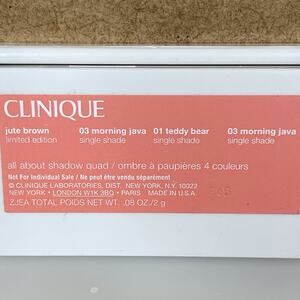 CLINIQUE
jute brown 03 morning java 01 teddy bear 03 morning java
limited edition single shade single shade single shade
all about shadow quad / ombre à paupières 4 couleurs
Not For Individual Sale / Ne peut être vendu séparément
© CLINIQUE LABORATORIES, DIST. NEW YORK, N.Y. 10022
NEW YORK • LONDON W1K 3BQ • PARIS MADE IN U.S.A.
ZJEA TOTAL POIDS NET WT. .08 OZ./2 g